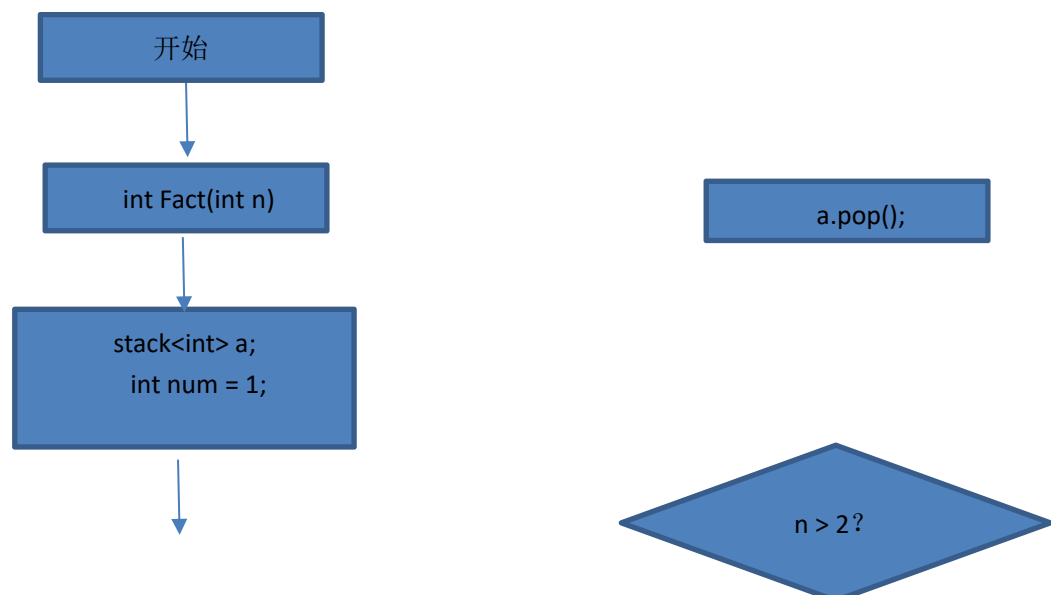 开始
int Fact(int n)
stack<int> a;
int num = 1;
a.pop();
n > 2？